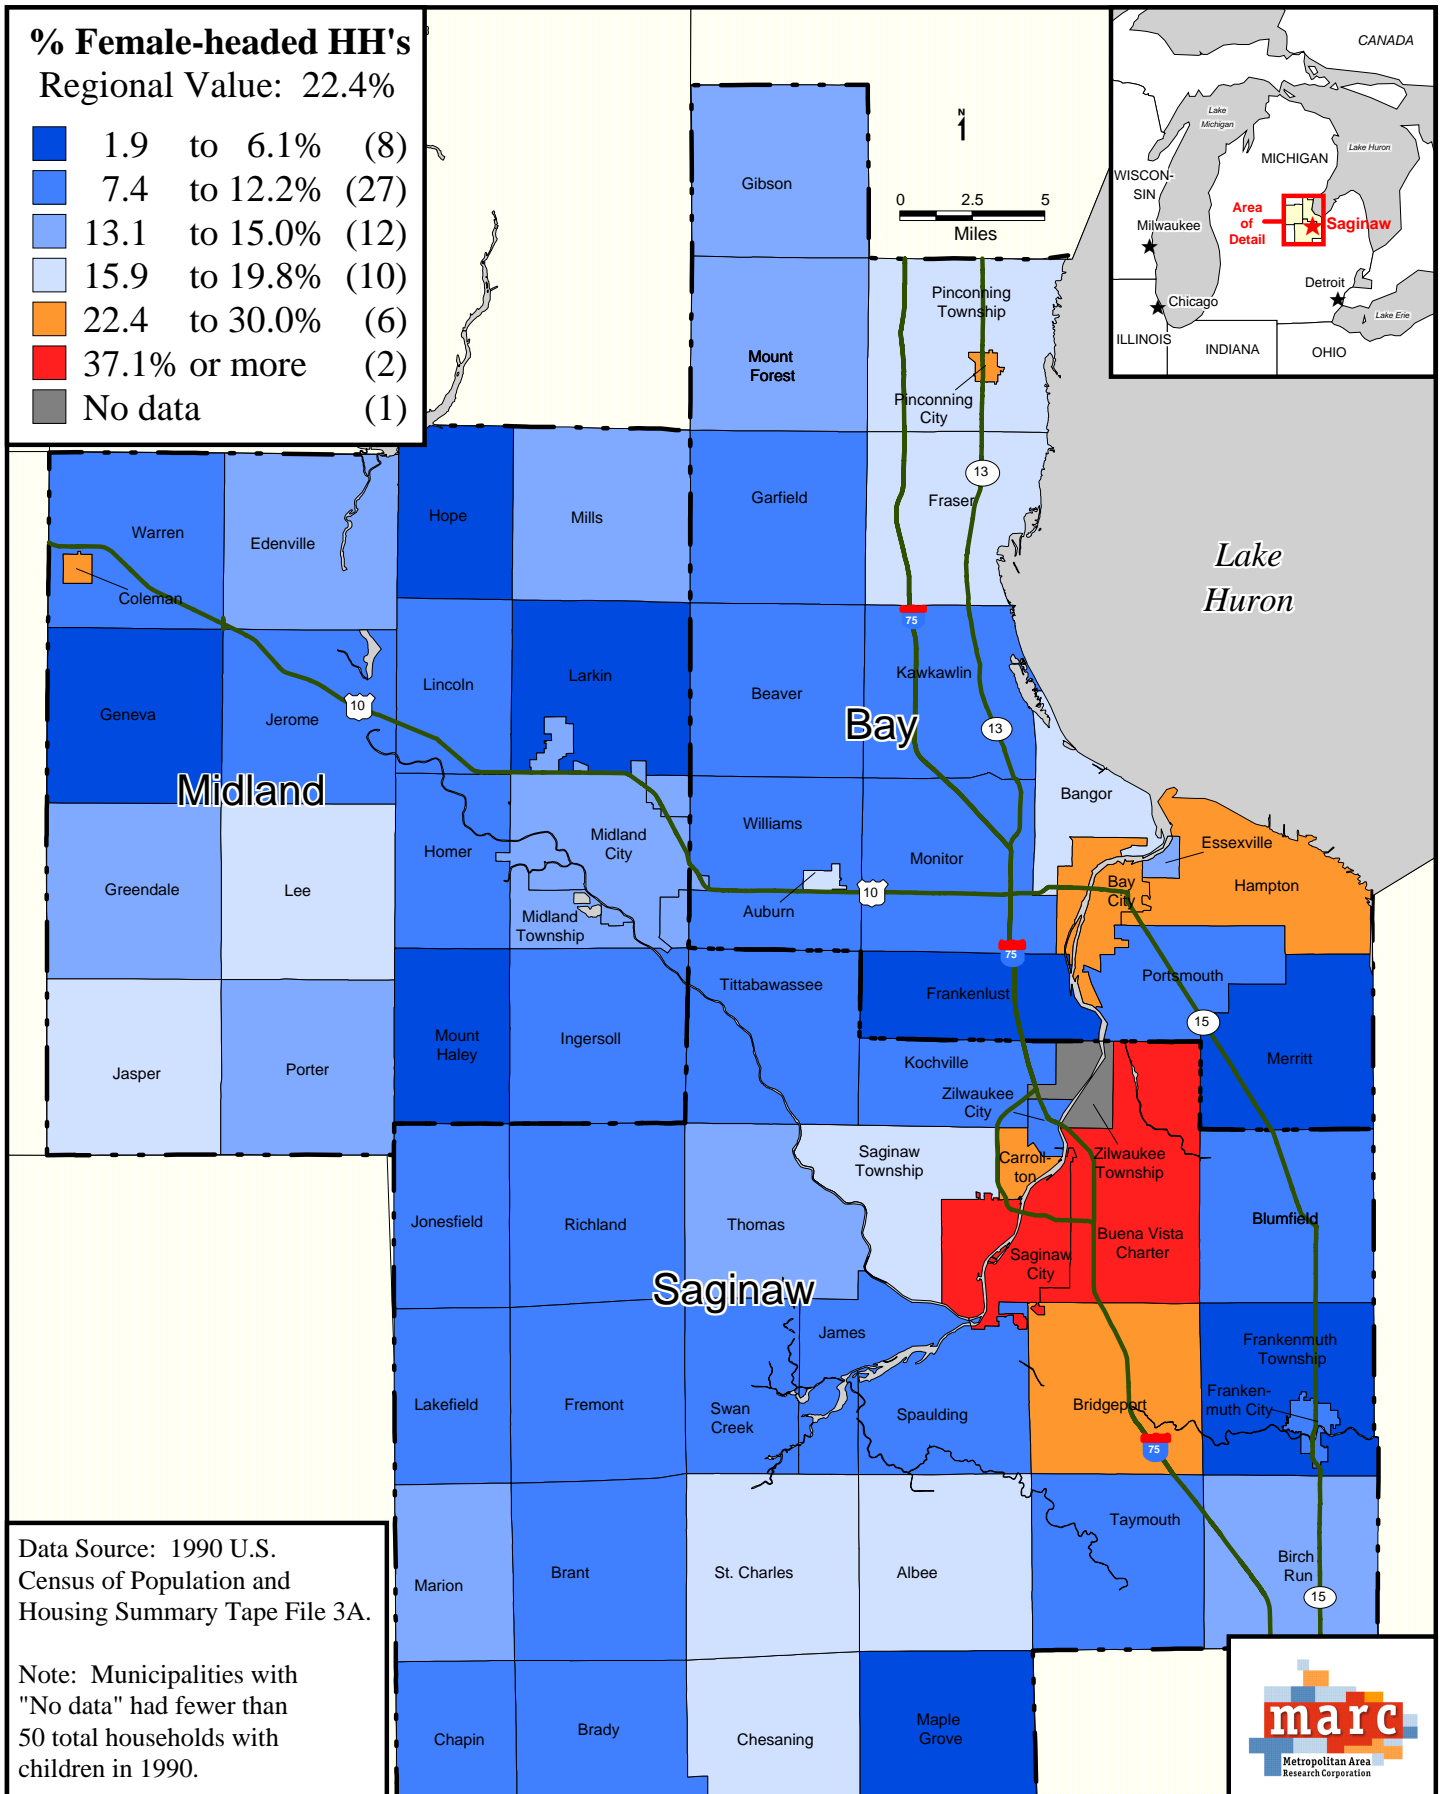 % Female-headed HH's
Regional Value: 22.4%
1.9 to 6.1% (8)
7.4 to 12.2% (27)
13.1 to 15.0% (12)
15.9 to 19.8% (10)
22.4 to 30.0% (6)
37.1% or more (2)
No data (1)
N
0 2.5 5
Miles
CANADA
Lake
Michigan
Lake Huron
MICHIGAN
WISCON-
SIN
Area
of
Detail
Saginaw
Milwaukee
Detroit
Chicago
Lake Erie
ILLINOIS
INDIANA
OHIO
Gibson
Pinconning
Township
Mount
Forest
Pinconning
City
13
Garfield
Fraser
Hope
Mills
Warren
Edenville
Coleman
Lake
Huron
75
Kawkawlin
Larkin
Lincoln
Beaver
Geneva
Jerome
10
Bay
13
Midland
Bangor
Williams
Midland
City
Homer
Monitor
Essexville
Greendale
Lee
Bay
City
Hampton
10
Auburn
Midland
Township
75
Portsmouth
Tittabawassee
Frankenlust
15
Mount
Haley
Ingersoll
Merritt
Jasper
Porter
Kochville
Zilwaukee
City
Saginaw
Township
Carroll-
ton
Zilwaukee
Township
Jonesfield
Richland
Thomas
Blumfield
Buena Vista
Charter
Saginaw
City
Saginaw
James
Frankenmuth
Township
Lakefield
Fremont
Swan
Creek
Spaulding
Bridgeport
Franken-
muth City
75
Taymouth
Birch
Run
Marion
Brant
St. Charles
Albee
15
Data Source: 1990 U.S.
Census of Population and
Housing Summary Tape File 3A.
Note: Municipalities with
"No data" had fewer than
50 total households with
children in 1990.
Chapin
Brady
Chesaning
Maple
Grove
marc
Metropolitan Area
Research Corporation